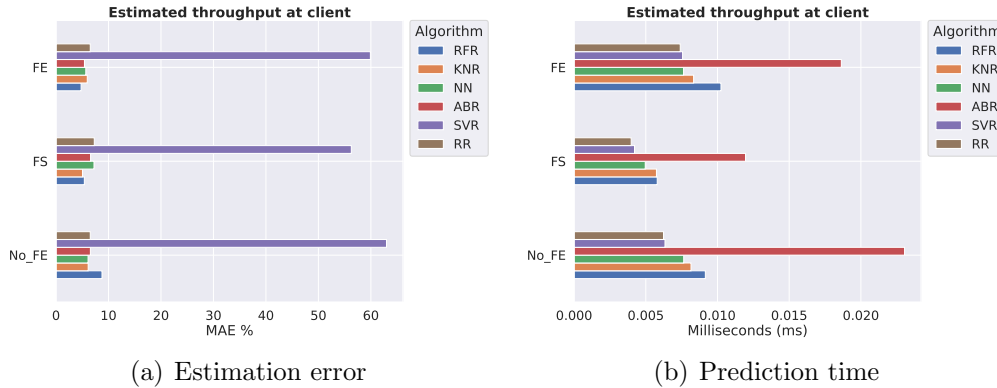 Estimated throughput at client
Algorithm
RFR
KNR
NN
ABR
SVR
RR
FE
FS
No_FE
0 10 20 30 40 50 60
MAE %
(a) Estimation error
Estimated throughput at client
Algorithm
RFR
KNR
NN
ABR
SVR
RR
FE
FS
No_FE
0.000 0.005 0.010 0.015 0.020
Milliseconds (ms)
(b) Prediction time